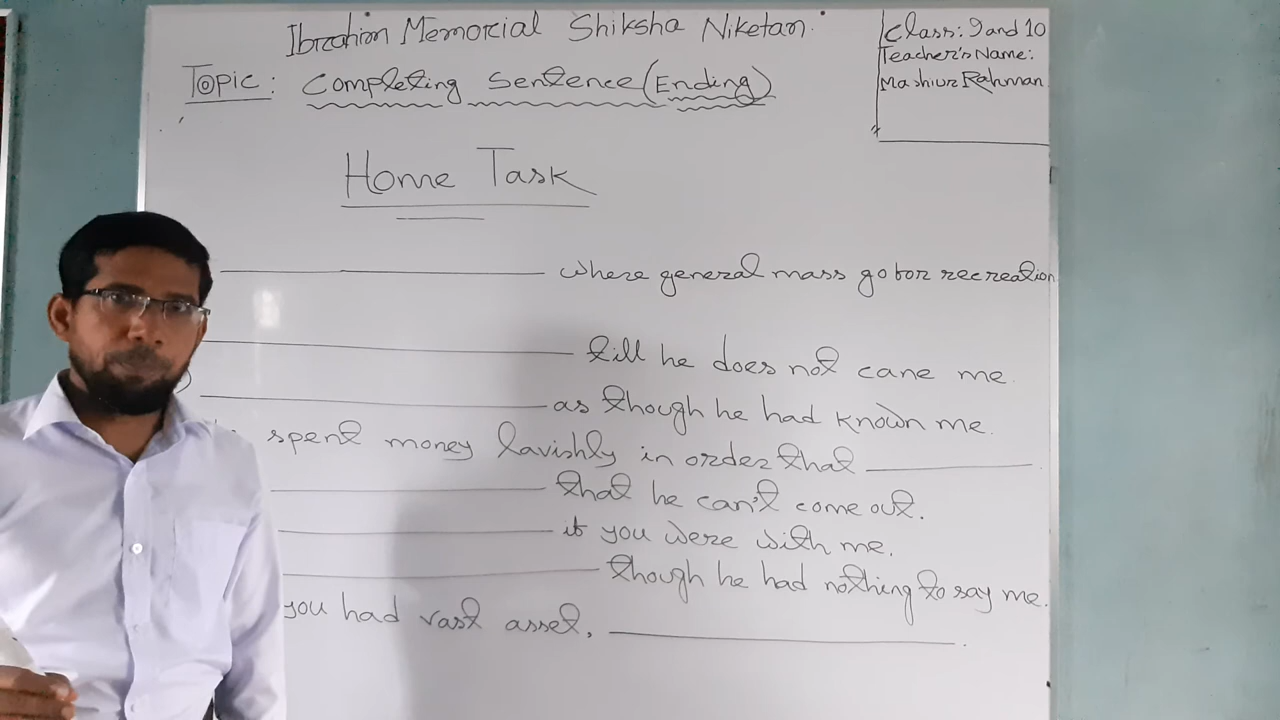 Ibrahim Memorial Shiksha Niketan.
Class: 9 and 10
Teacher's Name:
Mashiur Rahman
Topic: Completing Sentence (Ending)
Home Task
where general mass go for recreation
till he does not cane me.
as though he had known me.
spent money lavishly in order that
that he can't come out.
if you were with me.
though he had nothing to say me.
you had vast asset,